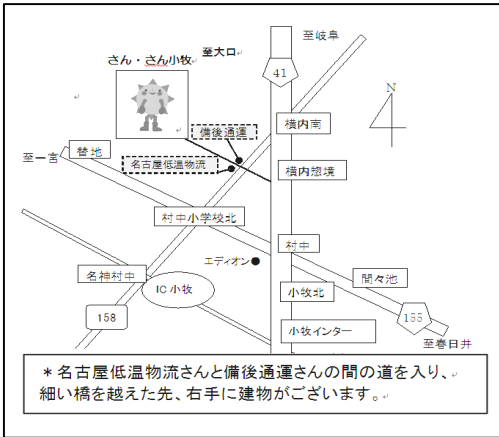 至岐阜
さん・さん小牧
至大口
41
N
備後通運
横内南
替地
至一宮
名古屋低温物流
横内惣境
村中小学校北
村中
エディオン
名神村中
間々池
IC 小牧
小牧北
158
155
小牧インター
至春日井
*名古屋低温物流さんと備後通運さんの間の道を入り、
細い橋を越えた先、右手に建物がございます。